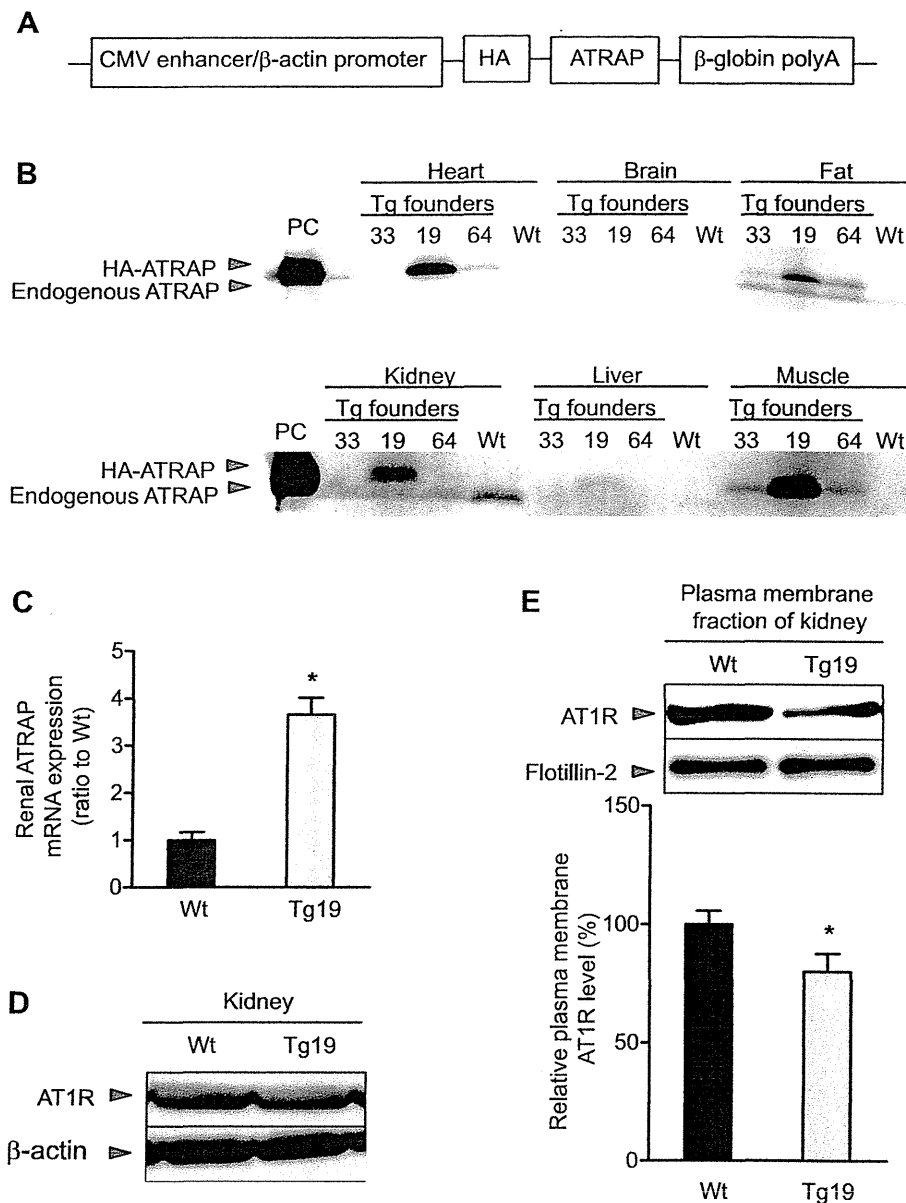 A
CMV enhancer/β-actin promoter HA ATRAP β-globin polyA
B
Heart Brain Fat
Tg founders Tg founders Tg founders
PC 33 19 64 Wt 33 19 64 Wt 33 19 64 Wt
HA-ATRAP
Endogenous ATRAP
Kidney Liver Muscle
Tg founders Tg founders Tg founders
PC 33 19 64 Wt 33 19 64 Wt 33 19 64 Wt
HA-ATRAP
Endogenous ATRAP
C
Renal ATRAP
mRNA expression
(ratio to Wt)
5
4
3
2
1
0
*
Wt Tg19
D
Kidney
Wt Tg19
AT1R
β-actin
E
Plasma membrane
fraction of kidney
Wt Tg19
AT1R
Flotillin-2
Relative plasma membrane
AT1R level (%)
150
100
50
0
*
Wt Tg19